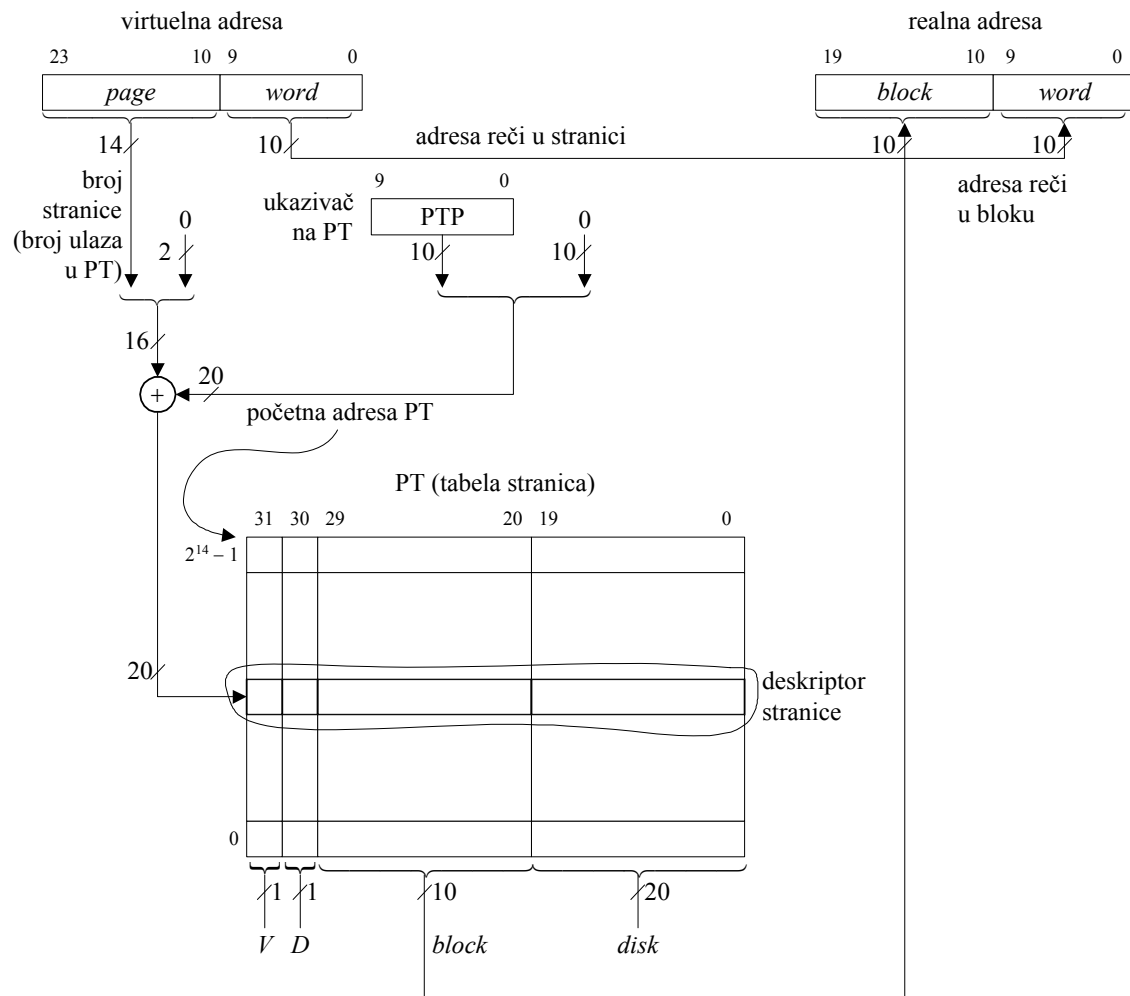 virtuelna adresa
realna adresa
23 10 9 0
19 10 9 0
page word
block word
14
10
adresa reči u stranici
10
10
broj
stranice
(broj ulaza
u PT)
0
2
9 0
ukazivač
na PT
PTP
0
10
10
adresa reči
u bloku
16
+
20
početna adresa PT
PT (tabela stranica)
31 30 29 20 19 0
2^14 – 1
20
deskriptor
stranice
0
1 1 10 20
V D block disk